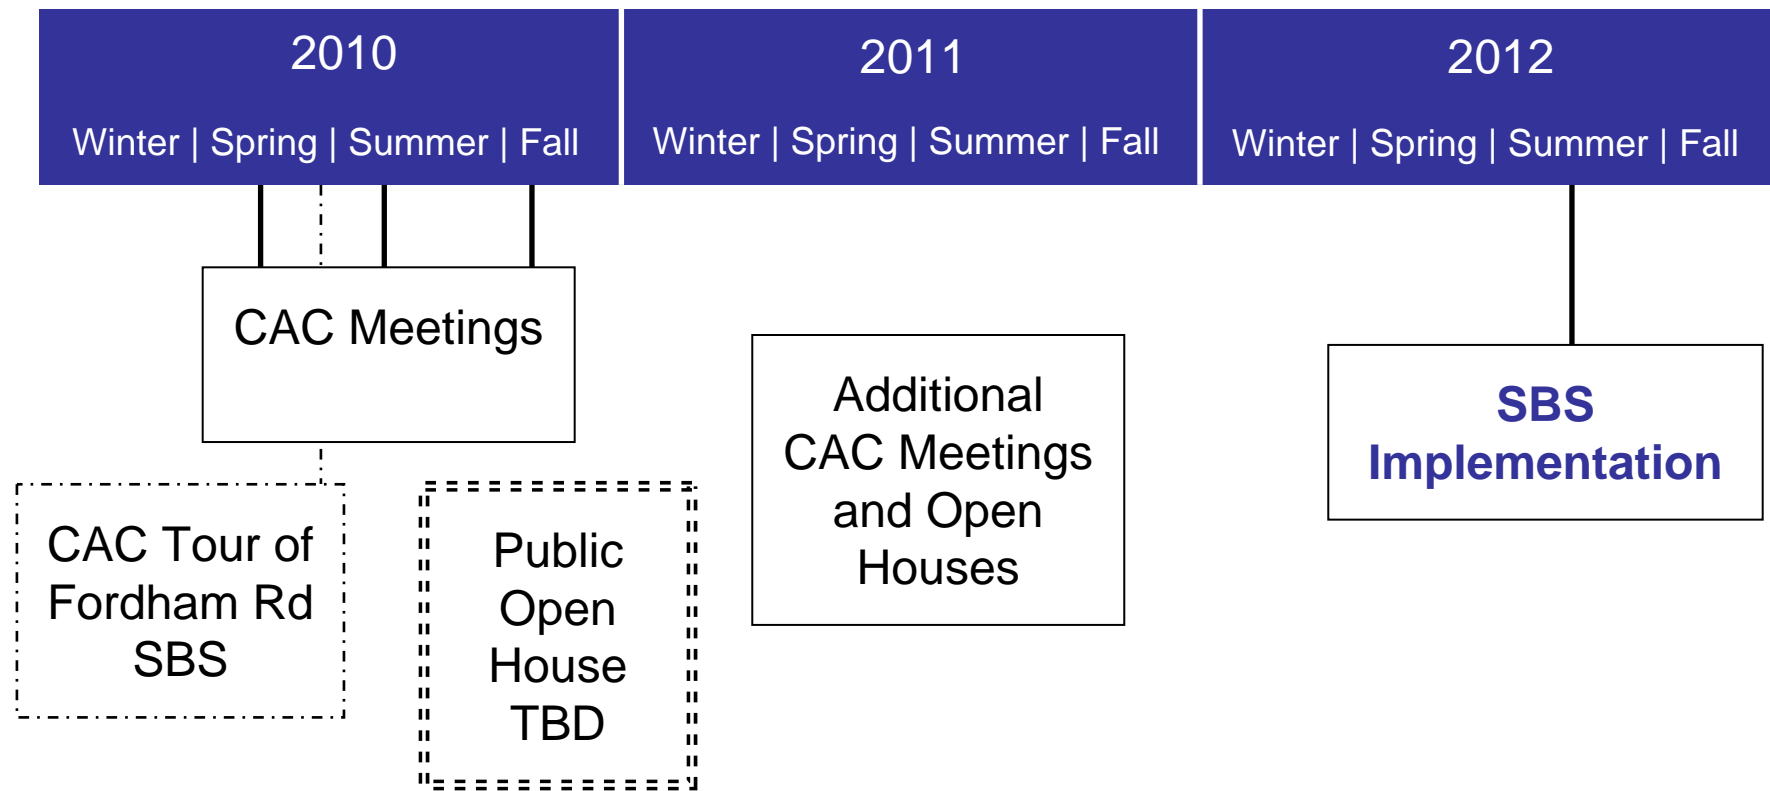 2010
Winter | Spring | Summer | Fall
2011
Winter | Spring | Summer | Fall
2012
Winter | Spring | Summer | Fall
CAC Meetings
CAC Tour of
Fordham Rd
SBS
Public
Open
House
TBD
Additional
CAC Meetings
and Open
Houses
SBS
Implementation